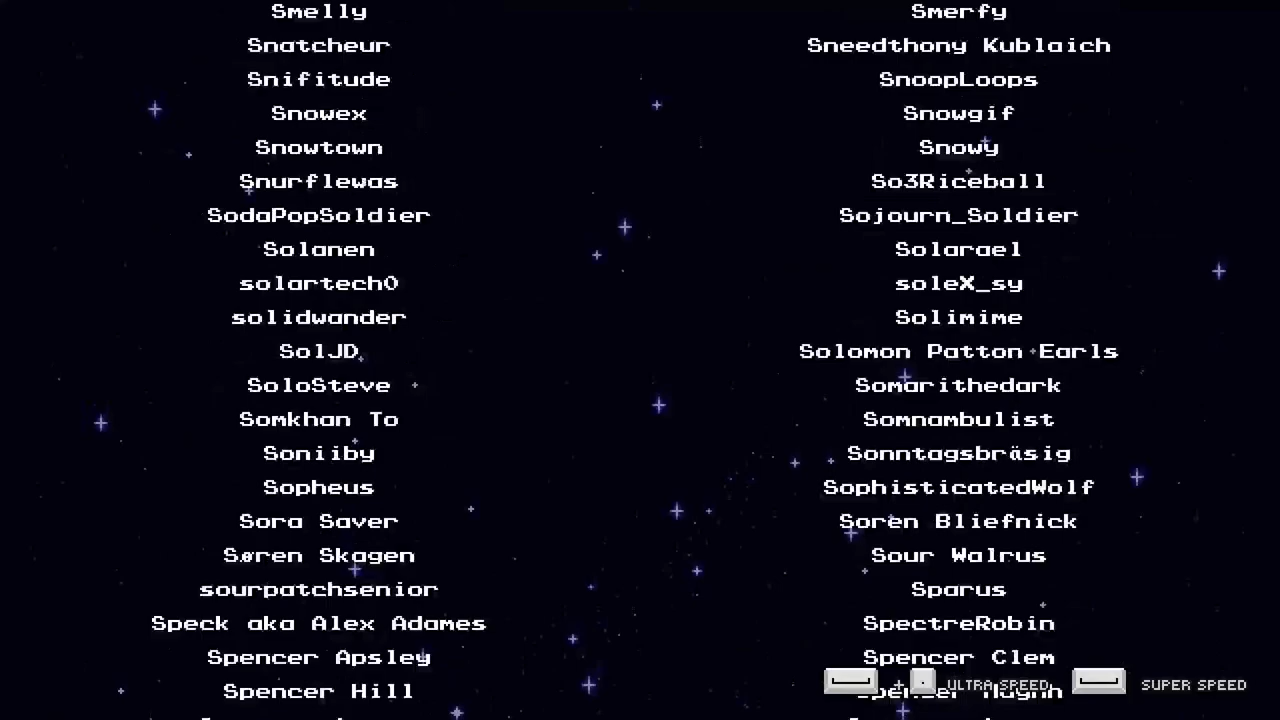 Smelly Smerfy
Snatcheur Sneedthony Kublaich
Snifitude SnoopLoops
Snowex Snowgif
Snowtown Snowy
Snurflewas So3Riceball
SodaPopSoldier Sojourn_Soldier
Solanen Solarael
solartech0 soleX_sy
solidwander Solimime
SolJD Solomon Patton Earls
SoloSteve Somarithedark
Somkhan To Somnambulist
Soniiby Sonntagsbräsig
Sopheus SophisticatedWolf
Sora Saver Soren Bliefnick
Søren Skagen Sour Walrus
sourpatchsenior Sparus
Speck aka Alex Adames SpectreRobin
Spencer Apsley Spencer Clem
Spencer Hill Spencer
ULTRA SPEED SUPER SPEED